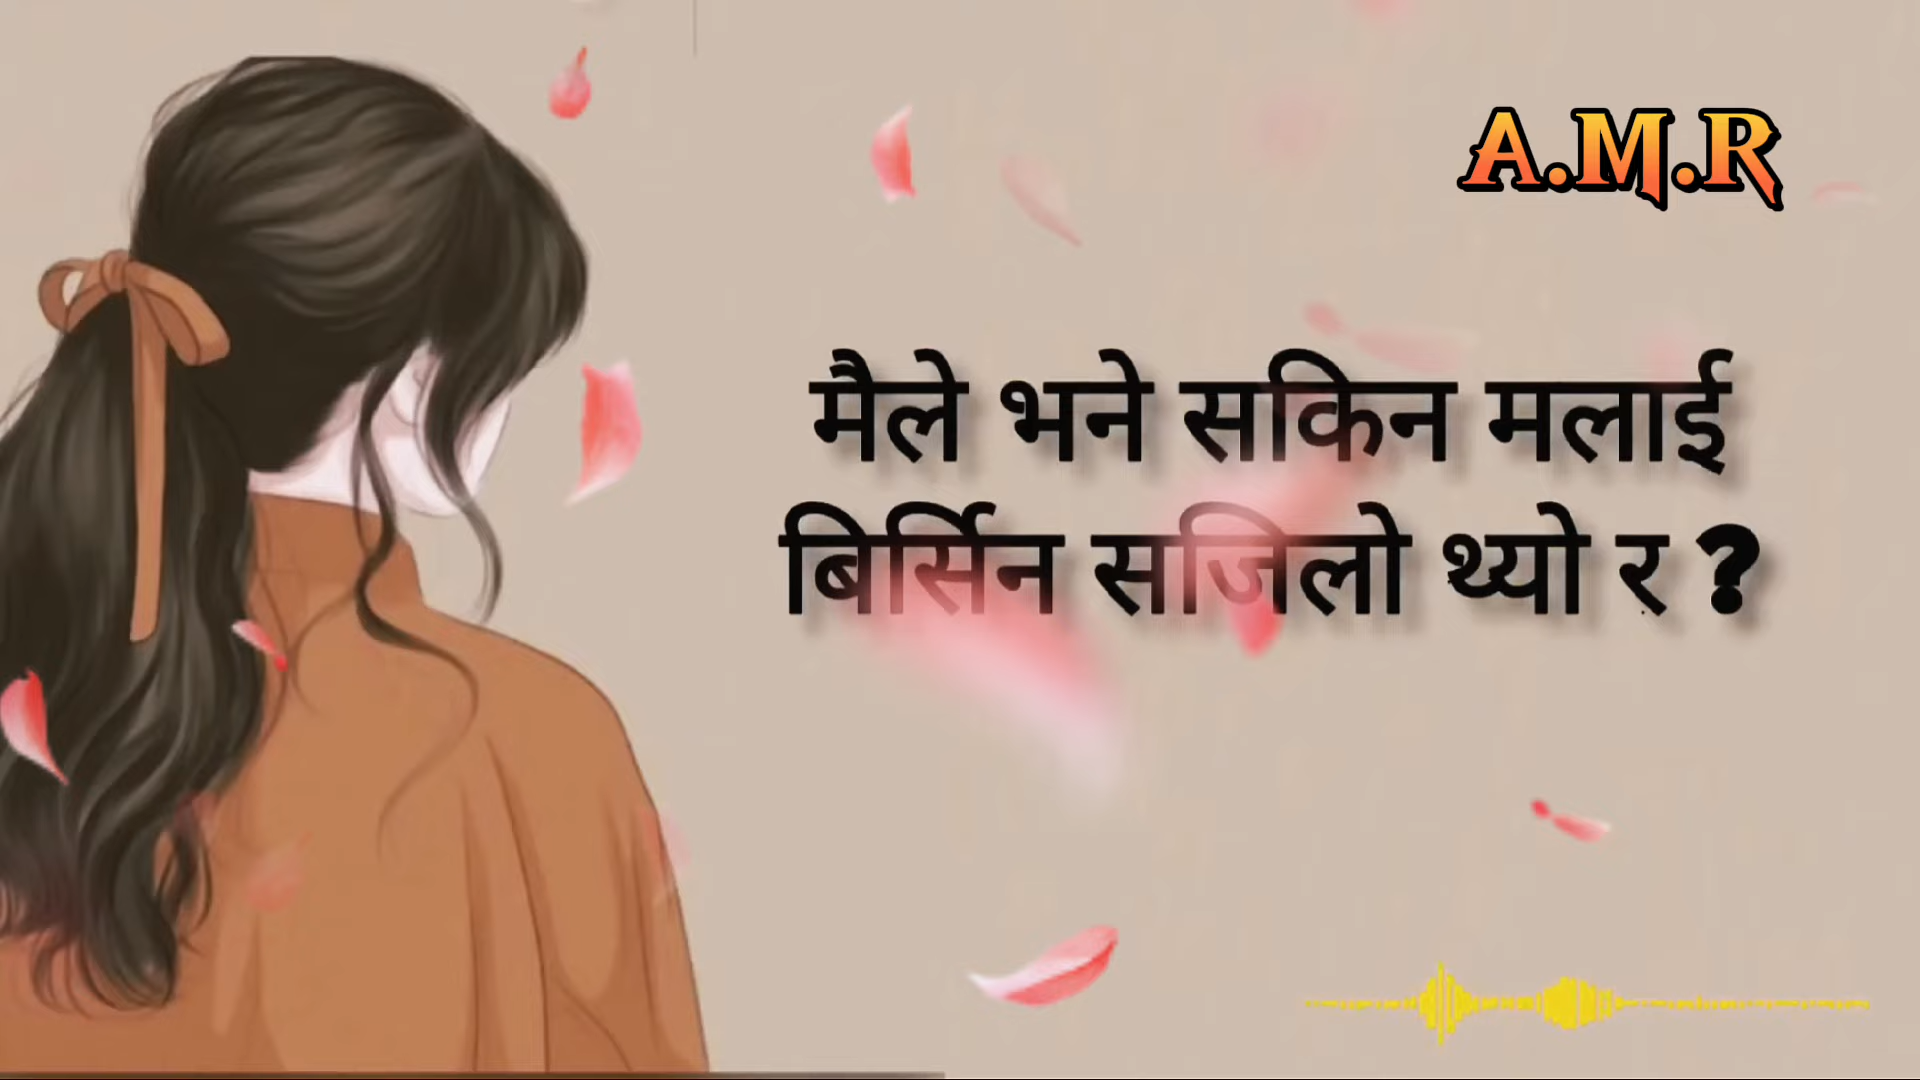 A.M.R
मैले भने सकिन मलाई
बिर्सिन सजिलो थ्यो र ?